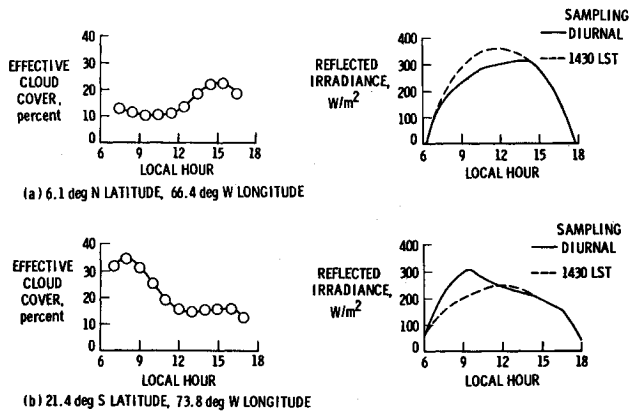 EFFECTIVE
CLOUD
COVER,
percent
40
30
20
10
0
6 9 12 15 18
LOCAL HOUR
SAMPLING
DIURNAL
1430 LST
REFLECTED
IRRADIANCE,
W/m2
400
300
200
100
0
6 9 12 15 18
LOCAL HOUR
(a) 6.1 deg N LATITUDE, 66.4 deg W LONGITUDE
EFFECTIVE
CLOUD
COVER,
percent
40
30
20
10
0
6 9 12 15 18
LOCAL HOUR
SAMPLING
DIURNAL
1430 LST
REFLECTED
IRRADIANCE,
W/m2
400
300
200
100
0
6 9 12 15 18
LOCAL HOUR
(b) 21.4 deg S LATITUDE, 73.8 deg W LONGITUDE